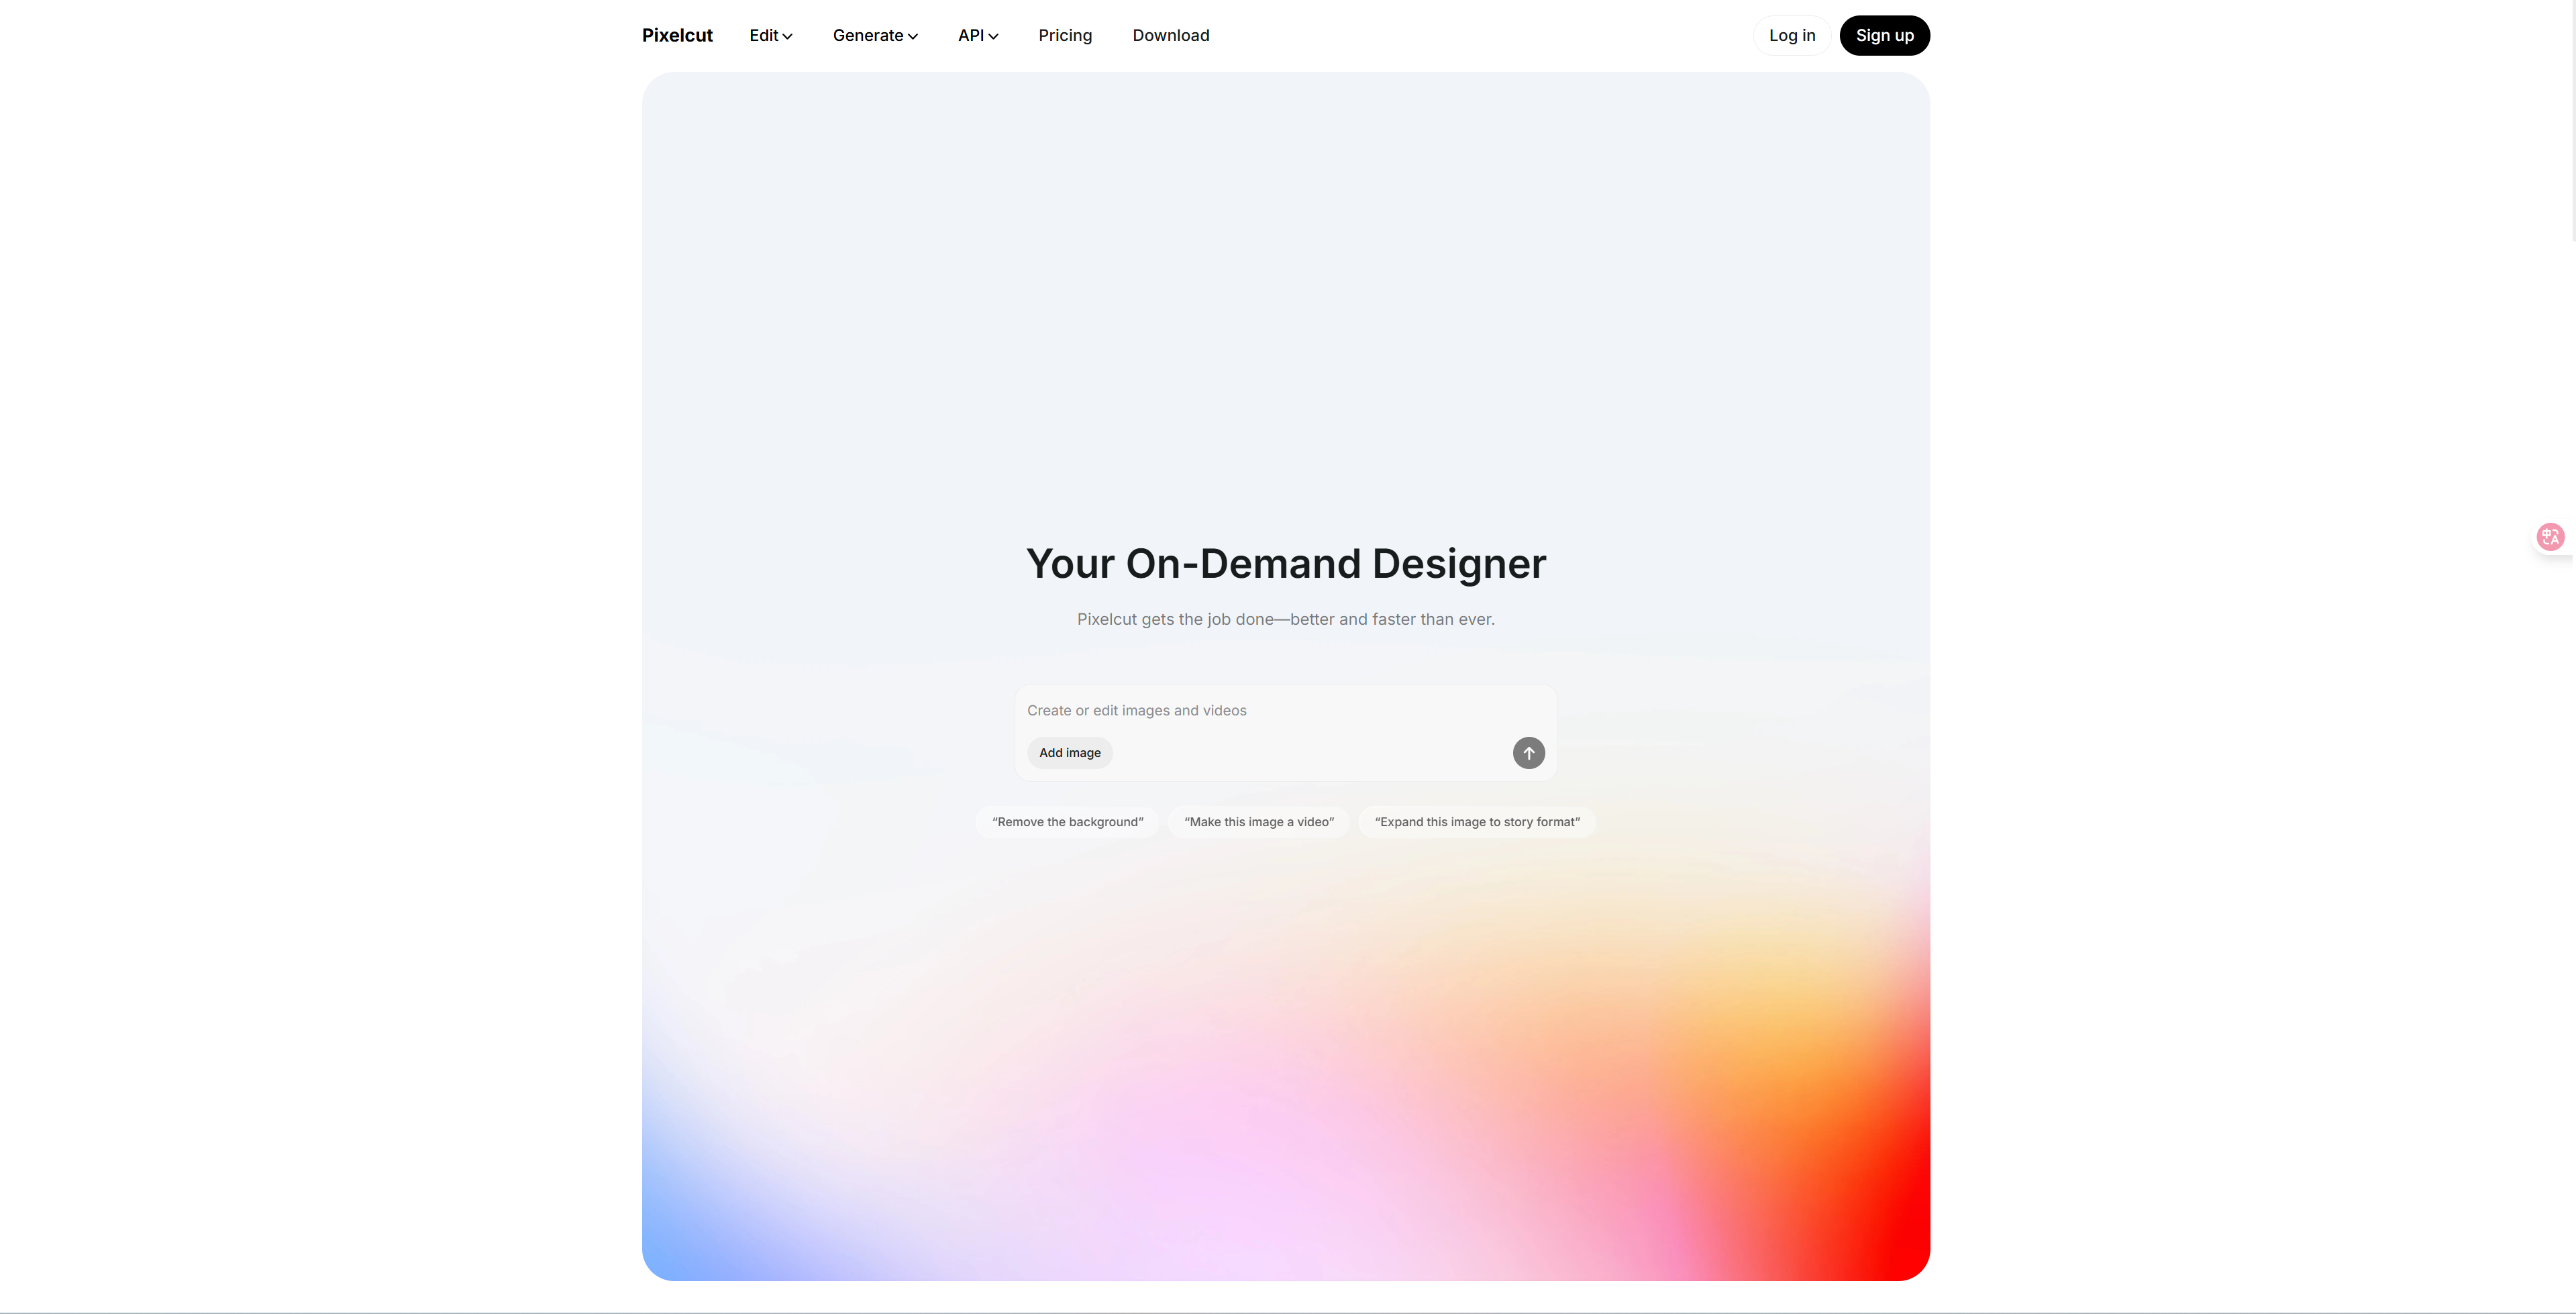 Pixelcut Edit Generate API Pricing Download Log in Sign up
Your On-Demand Designer
Pixelcut gets the job done—better and faster than ever.
Create or edit images and videos
Add image
“Remove the background” “Make this image a video” “Expand this image to story format”
中A